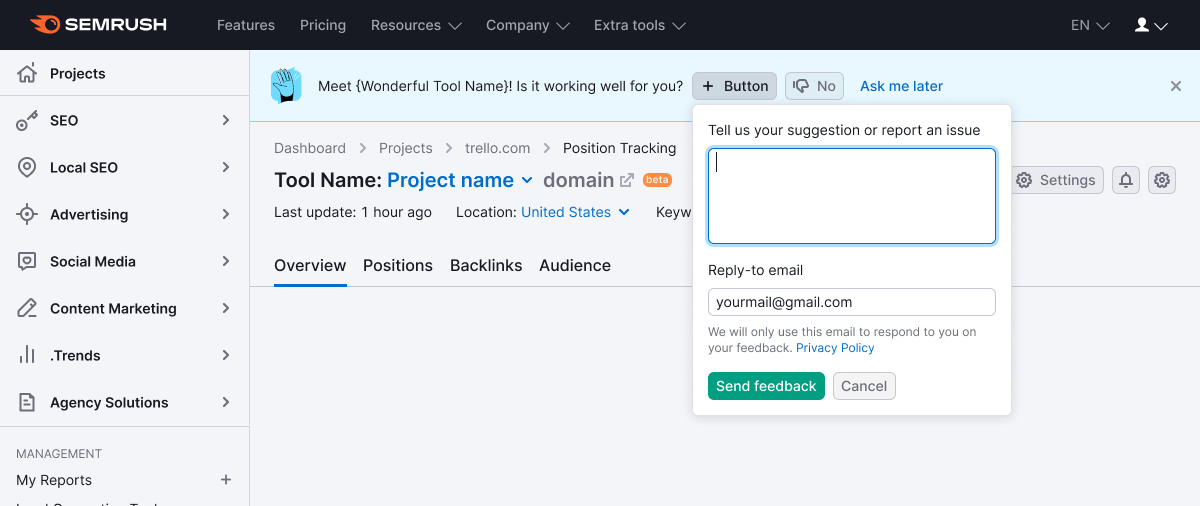 SEMRUSH Features Pricing Resources Company Extra tools EN
Projects
SEO
Local SEO
Advertising
Social Media
Content Marketing
.Trends
Agency Solutions
MANAGEMENT
My Reports
Meet {Wonderful Tool Name}! Is it working well for you? + Button No Ask me later
Dashboard Projects trello.com Position Tracking
Tool Name: Project name domain beta
Settings
Last update: 1 hour ago Location: United States Keyw
Overview Positions Backlinks Audience
Tell us your suggestion or report an issue
Reply-to email
yourmail@gmail.com
We will only use this email to respond to you on
your feedback. Privacy Policy
Send feedback Cancel